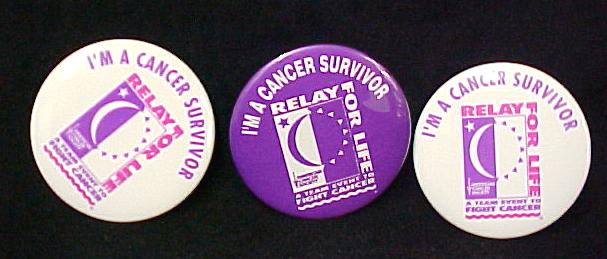 I'M A CANCER SURVIVOR
RELAY
FOR LIFE
A TEAM EVENT TO
FIGHT CANCER
I'M A CANCER SURVIVOR
RELAY
FOR LIFE
A TEAM EVENT TO
FIGHT CANCER
I'M A CANCER SURVIVOR
RELAY
FOR LIFE
A TEAM EVENT TO
FIGHT CANCER